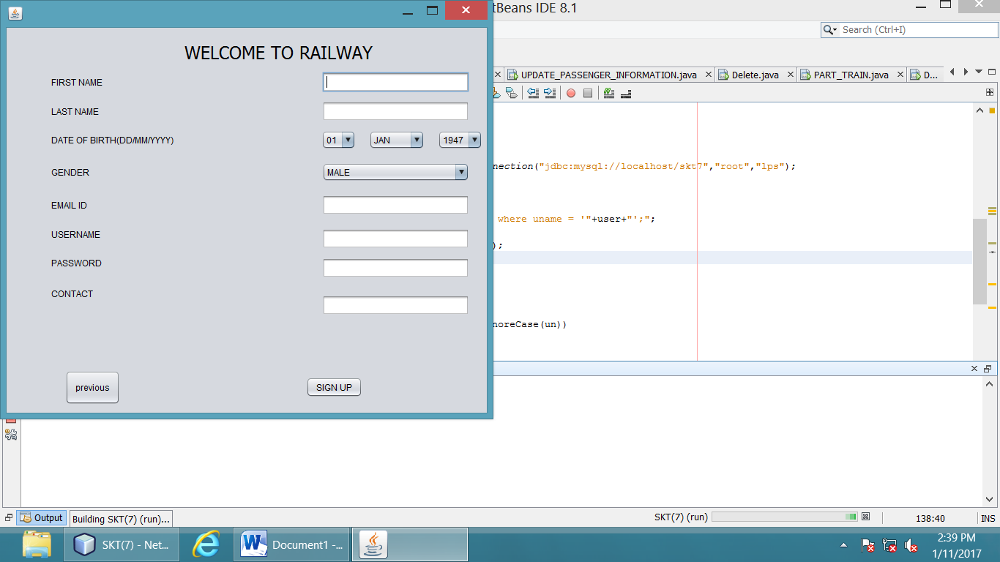 tBeans IDE 8.1
Search (Ctrl+I)
UPDATE_PASSENGER_INFORMATION.java
Delete.java
PART_TRAIN.java
D...
WELCOME TO RAILWAY
FIRST NAME
LAST NAME
DATE OF BIRTH(DD/MM/YYYY) 01 JAN 1947
GENDER MALE
EMAIL ID
USERNAME
PASSWORD
CONTACT
previous SIGN UP
nection("jdbc:mysql://localhost/skt7","root","lps");
where uname = '"+user+"';";
);
noreCase(un))
Output Building SKT(7) (run)... SKT(7) (run) 138:40 INS
SKT(7) - Net... Document1 -... 2:39 PM
1/11/2017